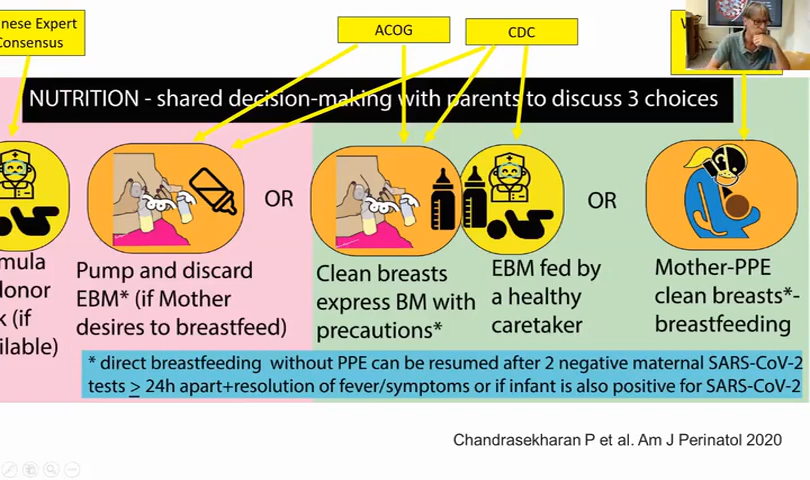 nese Expert
Consensus
ACOG
CDC
W
NUTRITION - shared decision-making with parents to discuss 3 choices
OR
OR
mula
donor
k (if
ilable)
Pump and discard
EBM* (if Mother
desires to breastfeed)
Clean breasts
express BM with
precautions*
EBM fed by
a healthy
caretaker
Mother-PPE
clean breasts*-
breastfeeding
* direct breastfeeding without PPE can be resumed after 2 negative maternal SARS-CoV-2
tests > 24h apart+resolution of fever/symptoms or if infant is also positive for SARS-CoV-2
Chandrasekharan P et al. Am J Perinatol 2020